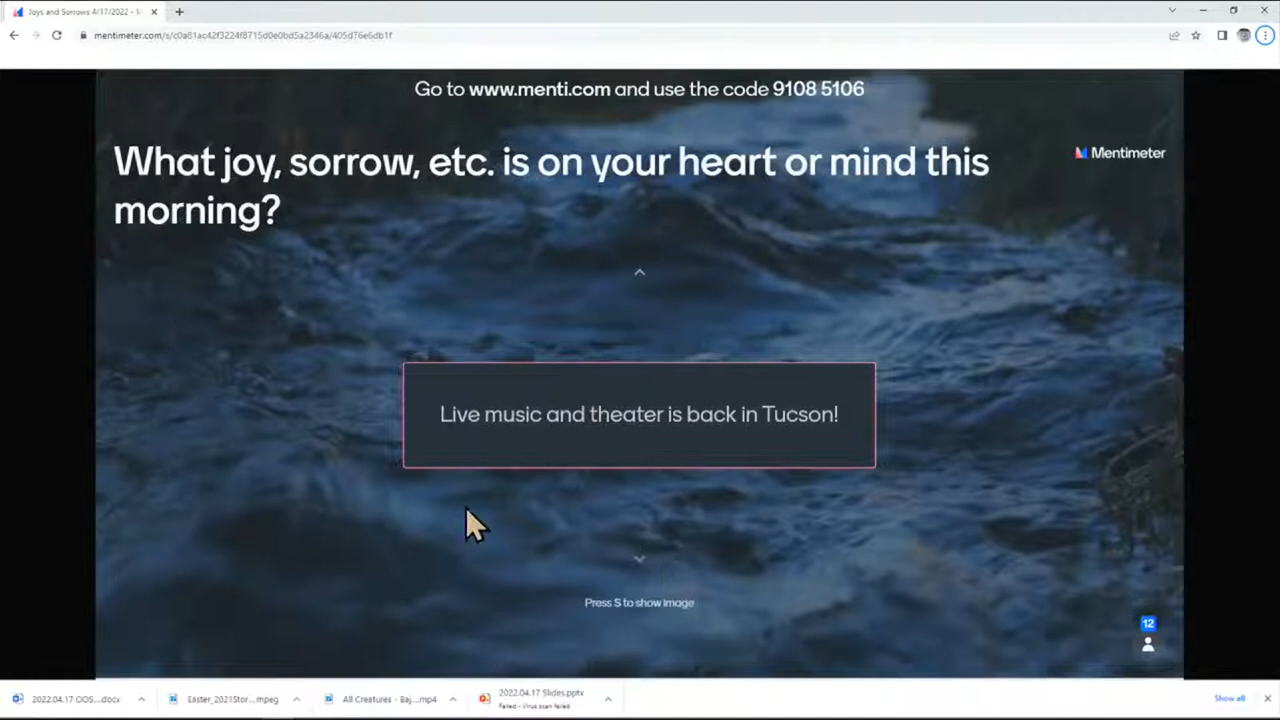 Joys and Sorrows 4/17/2022 - M
mentimeter.com/s/c0a81ac42f3224f8715d0e0bd5a2346a/405d76e6db1f
Go to www.menti.com and use the code 9108 5106
What joy, sorrow, etc. is on your heart or mind this
morning?
Mentimeter
Live music and theater is back in Tucson!
Press S to show image
12
2022.04.17 OOS....docx
Easter_2021Stor....mpeg
All Creatures - Baj....mp4
2022.04.17 Slides.pptx
Failed - Virus scan failed
Show all